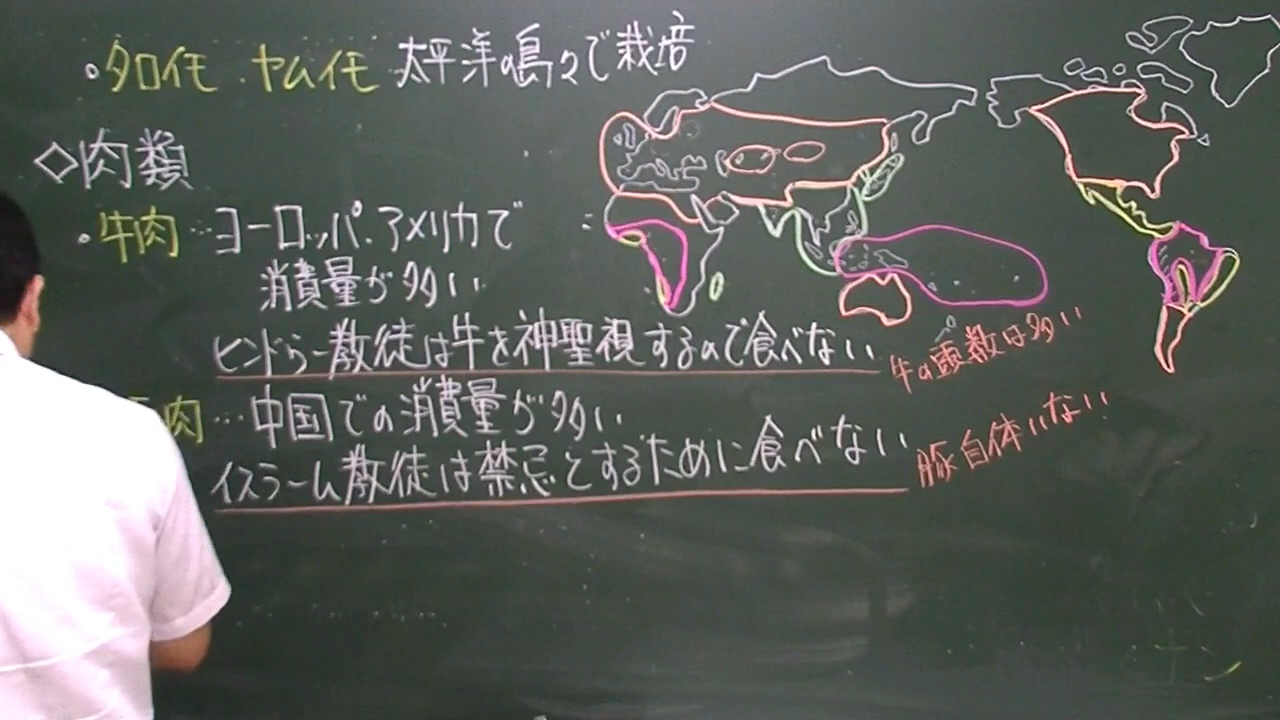 ・タロイモ・ヤムイモ 太平洋の島々で栽培
◇肉類
・牛肉…ヨーロッパ・アメリカで
消費量が多い
ヒンドゥー教徒は牛を神聖視するので食べない 牛の頭数は多い
肉…中国での消費量が多い
イスラーム教徒は禁忌とするために食べない 豚自体いない